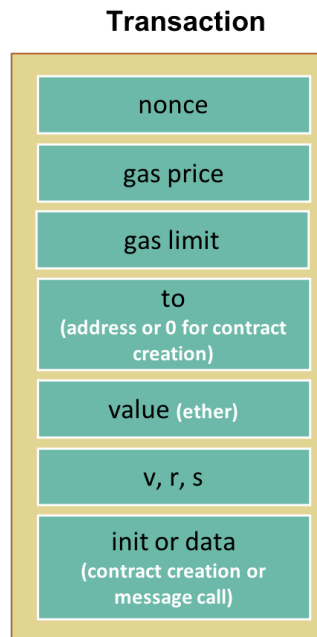 Transaction
nonce
gas price
gas limit
to
(address or 0 for contract
creation)
value (ether)
v, r, s
init or data
(contract creation or
message call)